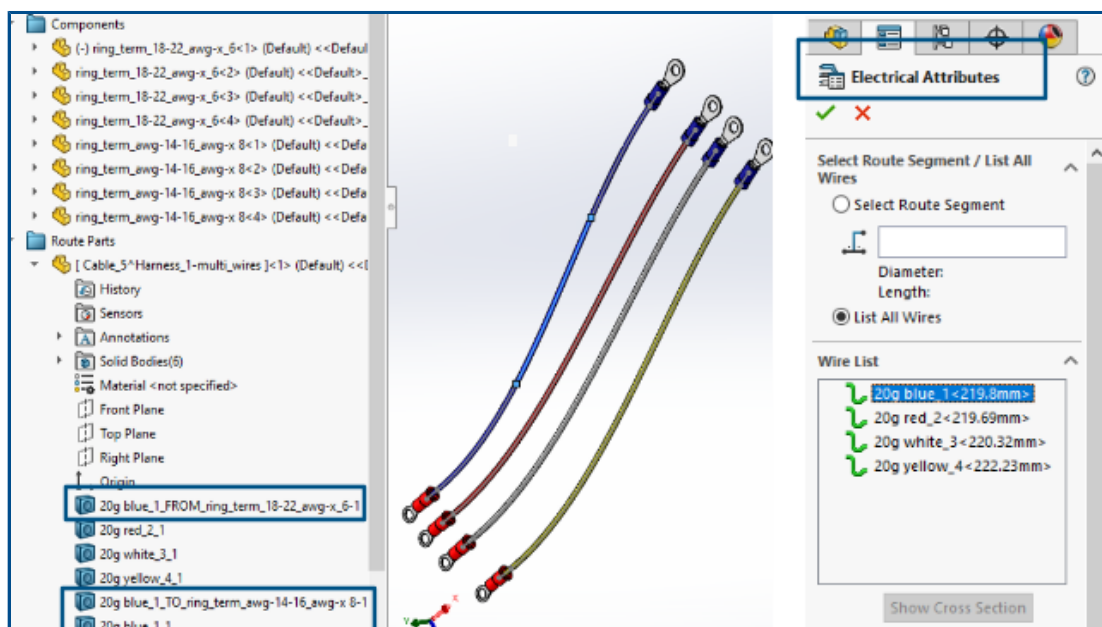 Components
(-) ring_term_18-22_awg-x_6<1> (Default) <<Defaul
ring_term_18-22_awg-x_6<2> (Default) <<Default>_
ring_term_18-22_awg-x_6<3> (Default) <<Default>_
ring_term_18-22_awg-x_6<4> (Default) <<Default>_
ring_term_awg-14-16_awg-x 8<1> (Default) <<Defa
ring_term_awg-14-16_awg-x 8<2> (Default) <<Defa
ring_term_awg-14-16_awg-x 8<3> (Default) <<Defa
ring_term_awg-14-16_awg-x 8<4> (Default) <<Defa
Route Parts
[ Cable_5^Harness_1-multi_wires ]<1> (Default) <<[
History
Sensors
Annotations
Solid Bodies(6)
Material <not specified>
Front Plane
Top Plane
Right Plane
Origin
20g blue_1_FROM_ring_term_18-22_awg-x_6-1
20g red_2_1
20g white_3_1
20g yellow_4_1
20g blue_1_TO_ring_term_awg-14-16_awg-x 8-1
20g blue_1_1
Y
x
Electrical Attributes
?
Select Route Segment / List All
Wires
Select Route Segment
Diameter:
Length:
List All Wires
Wire List
20g blue_1<219.8mm>
20g red_2<219.69mm>
20g white_3<220.32mm>
20g yellow_4<222.23mm>
Show Cross Section